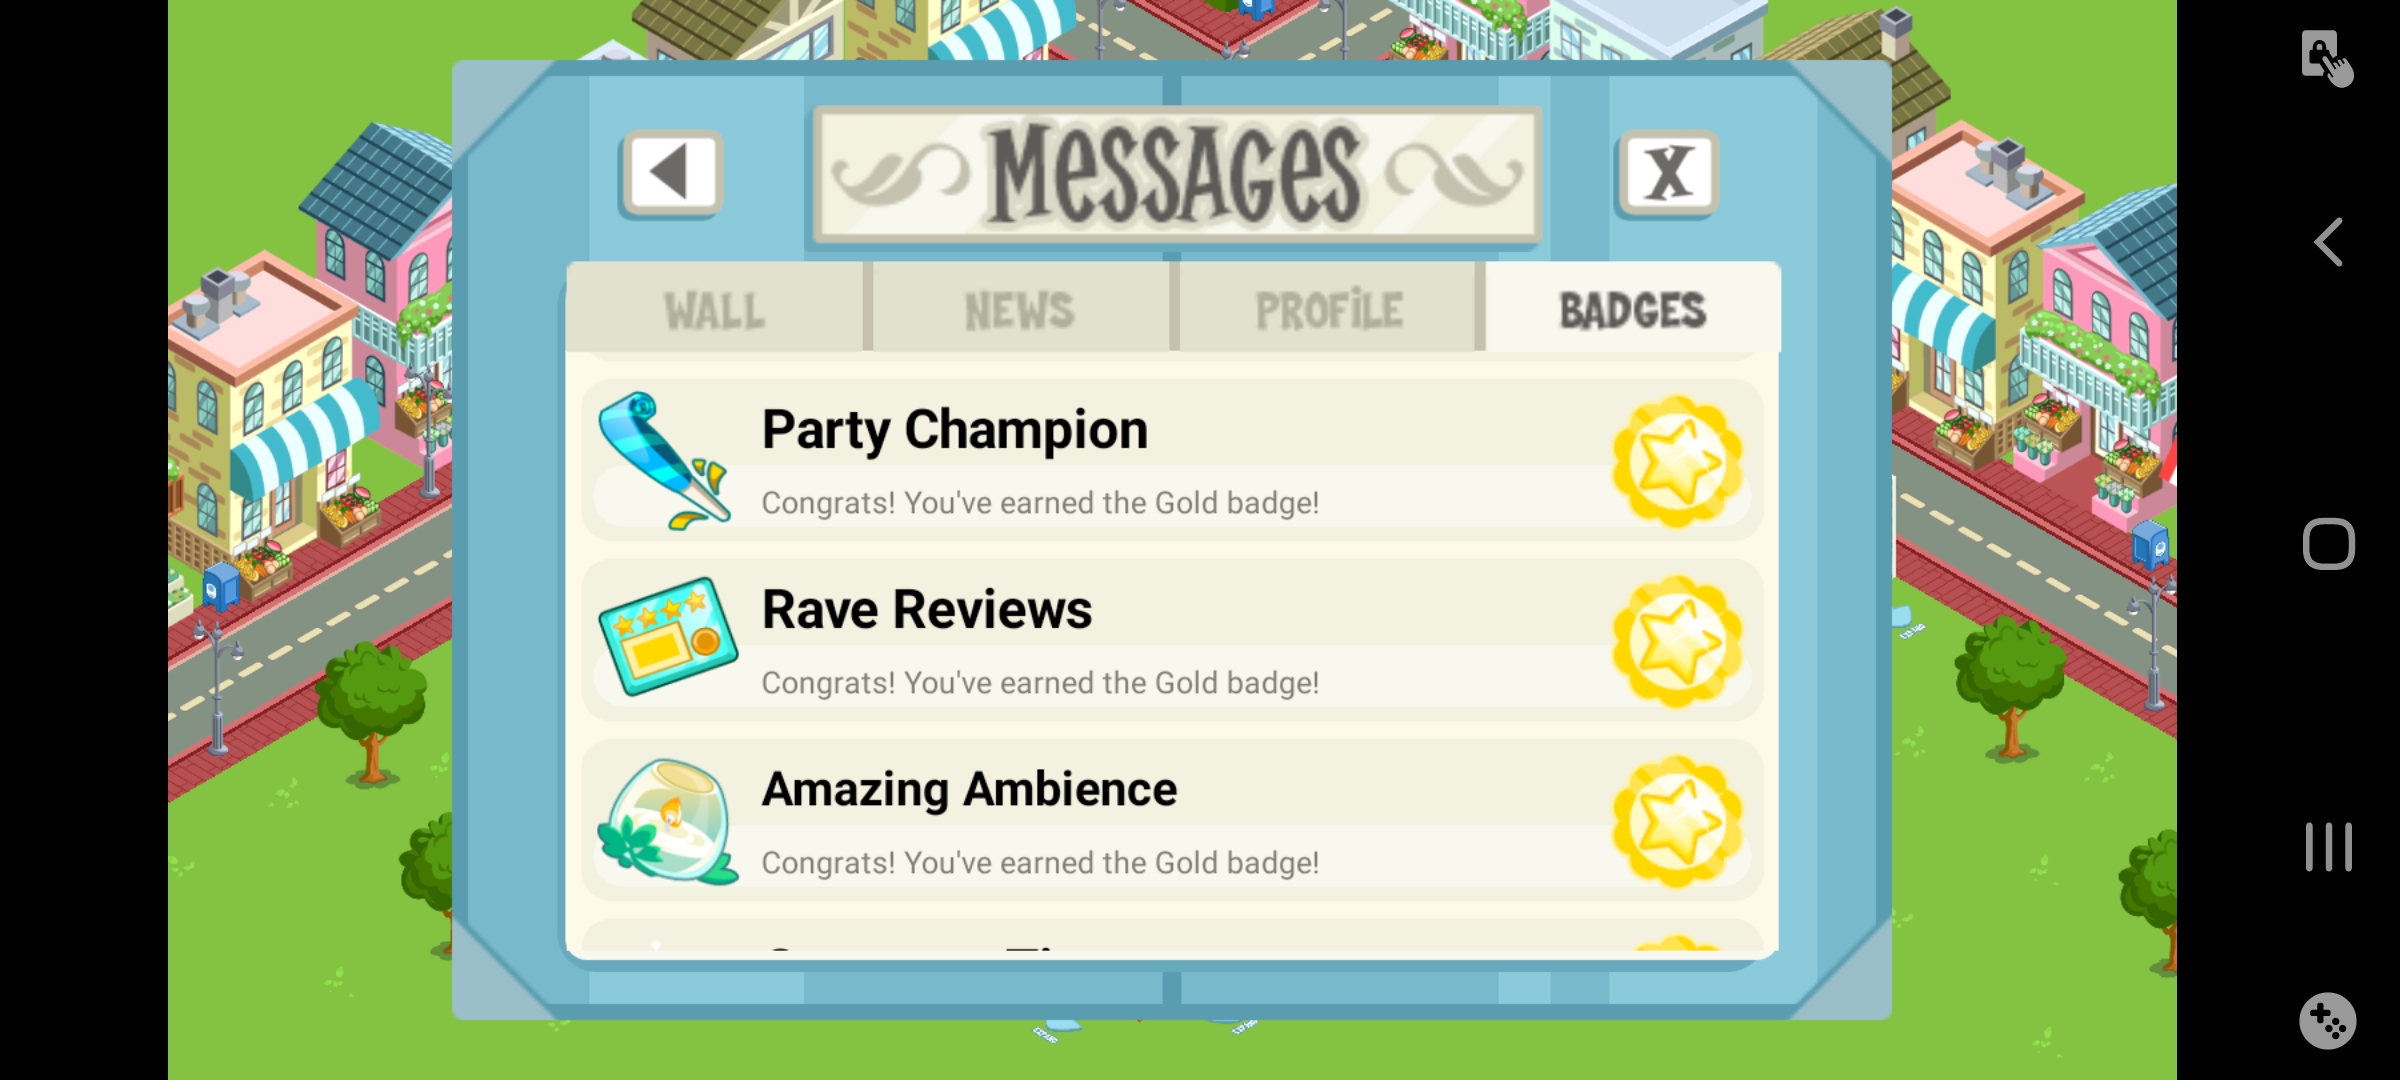 MESSAGES
X
WALL
NEWS
PROFILE
BADGES
Party Champion
Congrats! You've earned the Gold badge!
Rave Reviews
Congrats! You've earned the Gold badge!
Amazing Ambience
Congrats! You've earned the Gold badge!